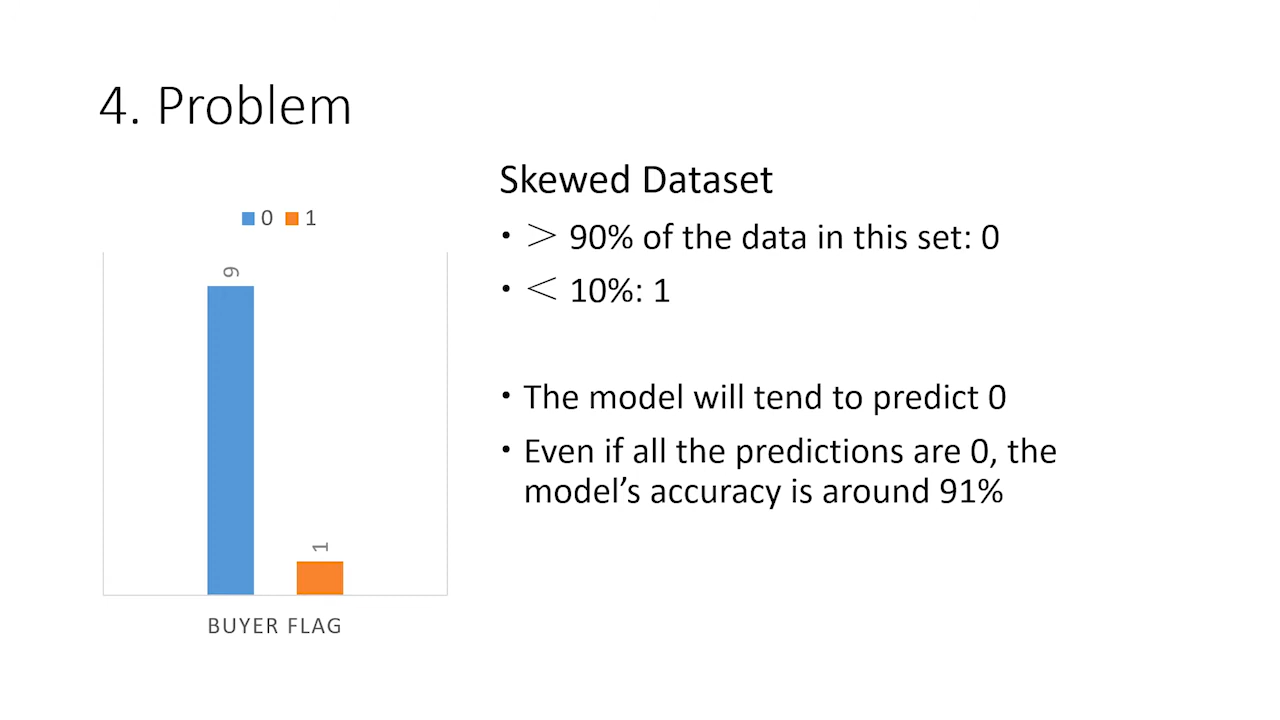 4. Problem
0 1
9
1
BUYER FLAG
Skewed Dataset
• ＞ 90% of the data in this set: 0
• ＜ 10%: 1
• The model will tend to predict 0
• Even if all the predictions are 0, the
model’s accuracy is around 91%